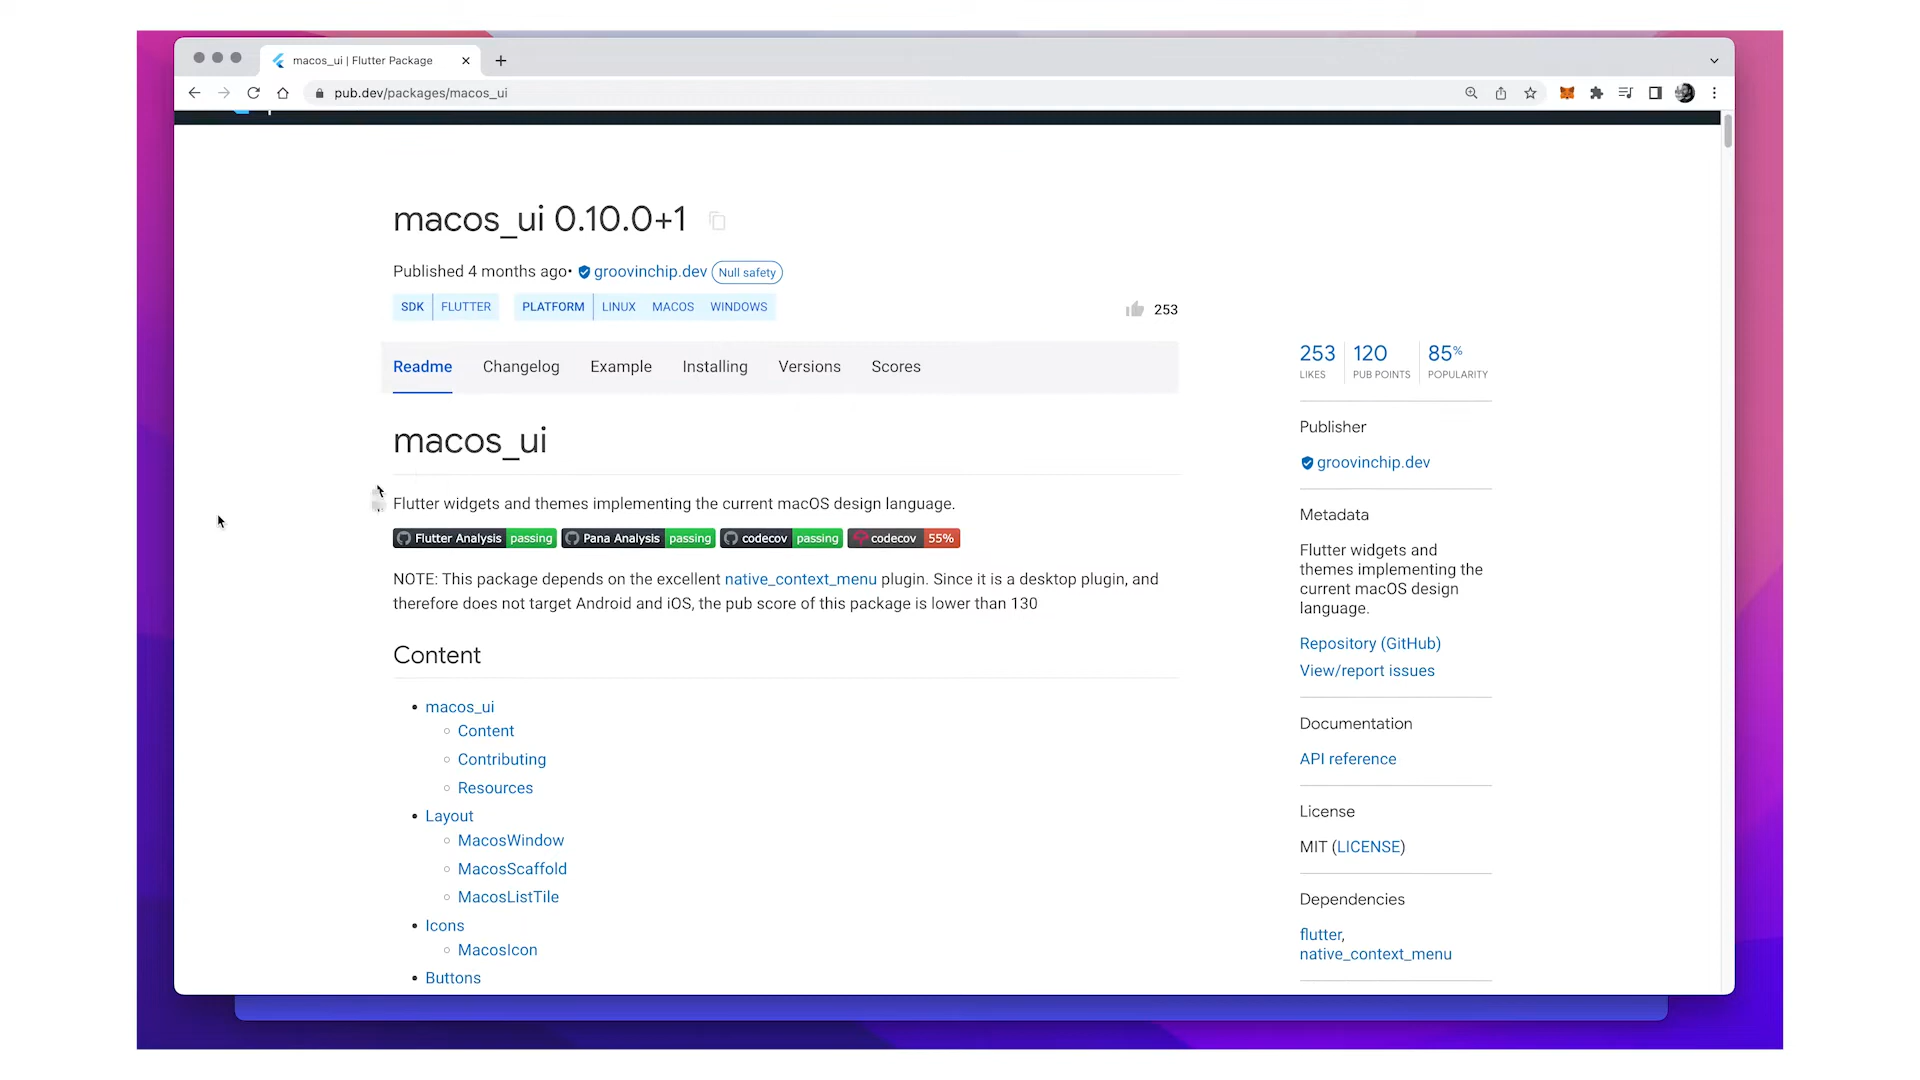 macos_ui | Flutter Package
pub.dev/packages/macos_ui
macos_ui 0.10.0+1
Published 4 months ago• groovinchip.dev Null safety
SDK FLUTTER PLATFORM LINUX MACOS WINDOWS
253
Readme Changelog Example Installing Versions Scores
macos_ui
Flutter widgets and themes implementing the current macOS design language.
Flutter Analysis passing Pana Analysis passing codecov passing codecov 55%
NOTE: This package depends on the excellent native_context_menu plugin. Since it is a desktop plugin, and
therefore does not target Android and iOS, the pub score of this package is lower than 130
Content
macos_ui
Content
Contributing
Resources
Layout
MacosWindow
MacosScaffold
MacosListTile
Icons
MacosIcon
Buttons
253 120 85%
LIKES PUB POINTS POPULARITY
Publisher
groovinchip.dev
Metadata
Flutter widgets and
themes implementing the
current macOS design
language.
Repository (GitHub)
View/report issues
Documentation
API reference
License
MIT (LICENSE)
Dependencies
flutter,
native_context_menu